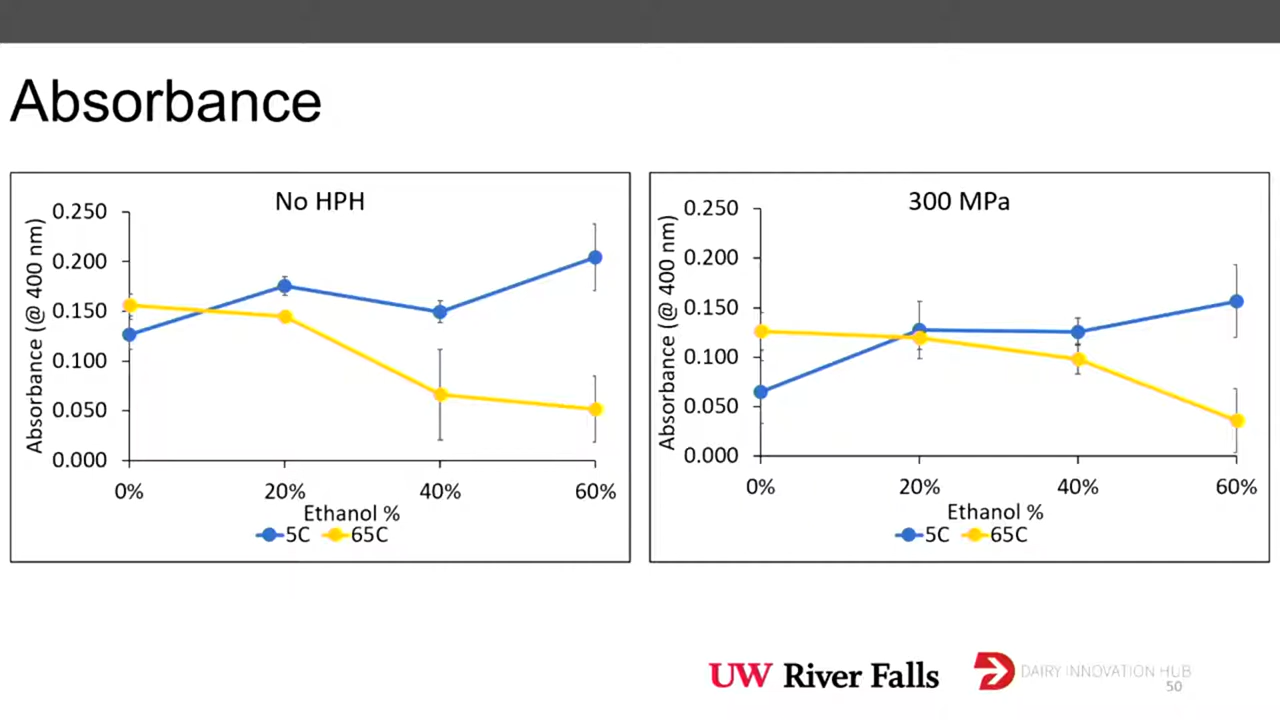 Absorbance
No HPH
Absorbance (@ 400 nm)
0.250
0.200
0.150
0.100
0.050
0.000
0% 20% 40% 60%
Ethanol %
5C 65C
300 MPa
Absorbance (@ 400 nm)
0.250
0.200
0.150
0.100
0.050
0.000
0% 20% 40% 60%
Ethanol %
5C 65C
UW River Falls
DAIRY INNOVATION HUB
50